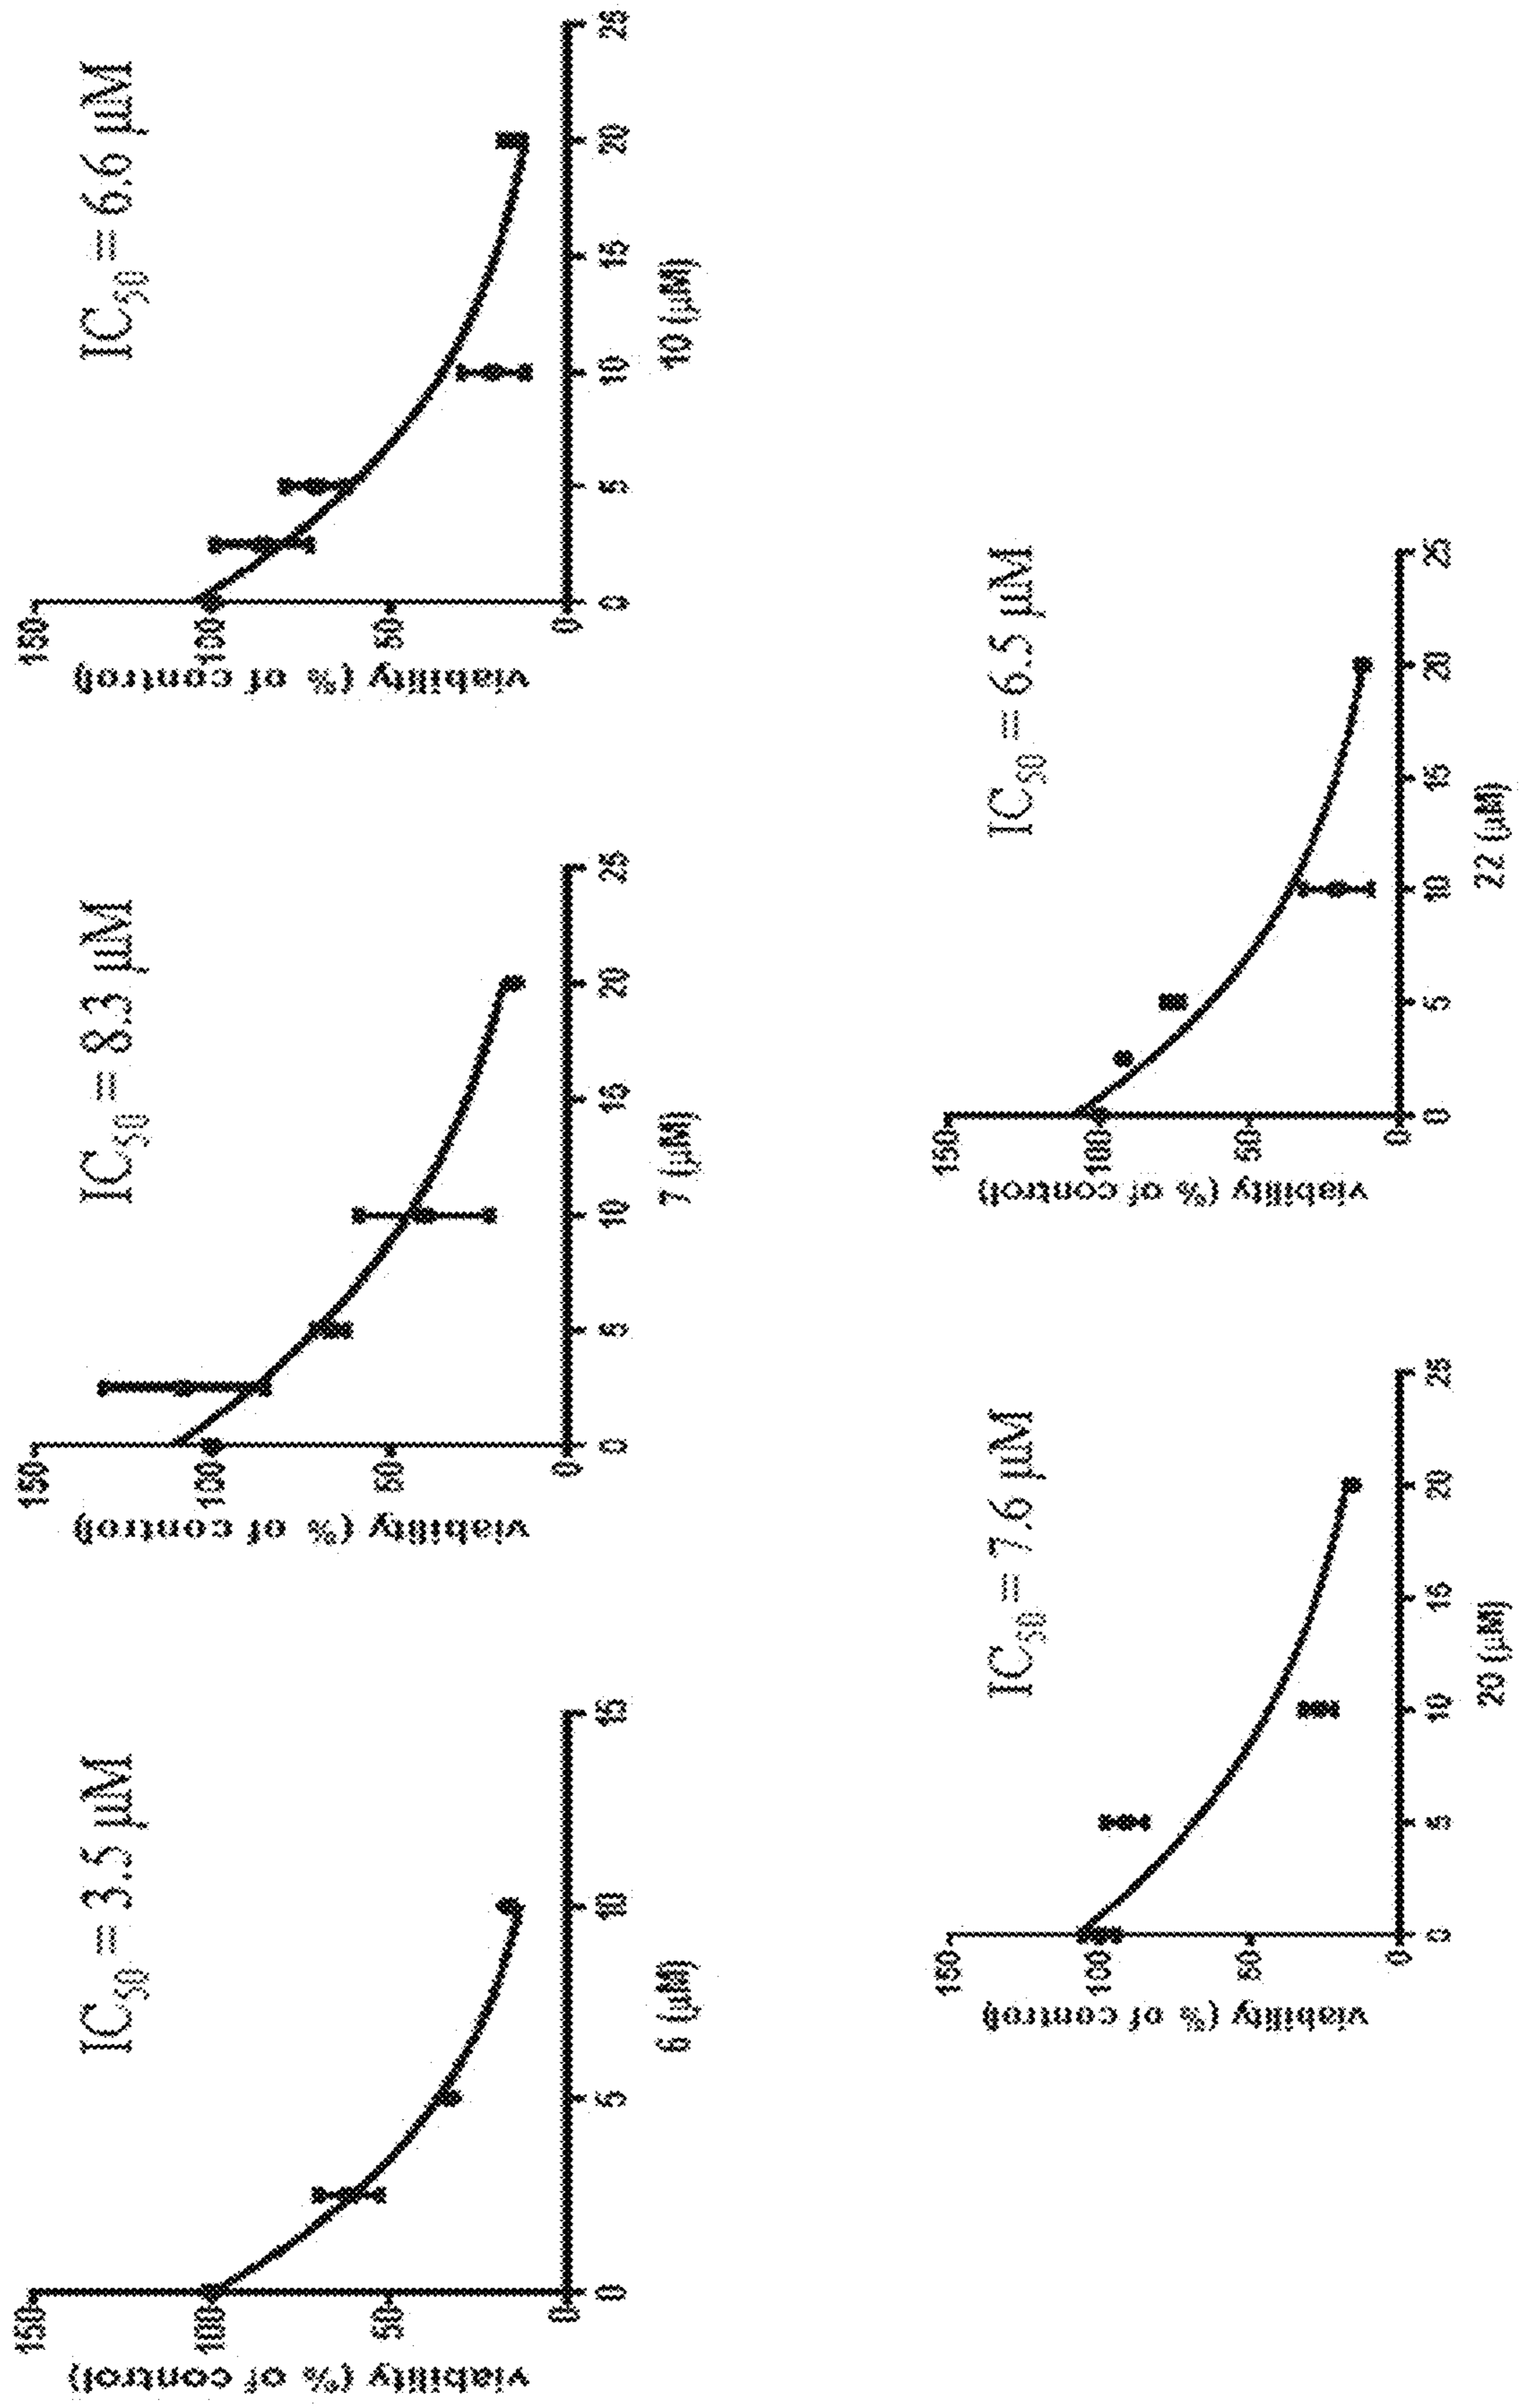 IC50 = 3.5 µM
viability (% of control)
150
100
50
0
0 5 10 15
6 (µM)
IC50 = 8.3 µM
viability (% of control)
150
100
50
0
0 5 10 15 20 25
7 (µM)
IC50 = 6.6 µM
viability (% of control)
150
100
50
0
0 5 10 15 20 25
10 (µM)
IC50 = 7.6 µM
viability (% of control)
150
100
50
0
0 5 10 15 20 25
20 (µM)
IC50 = 6.5 µM
viability (% of control)
150
100
50
0
0 5 10 15 20 25
22 (µM)